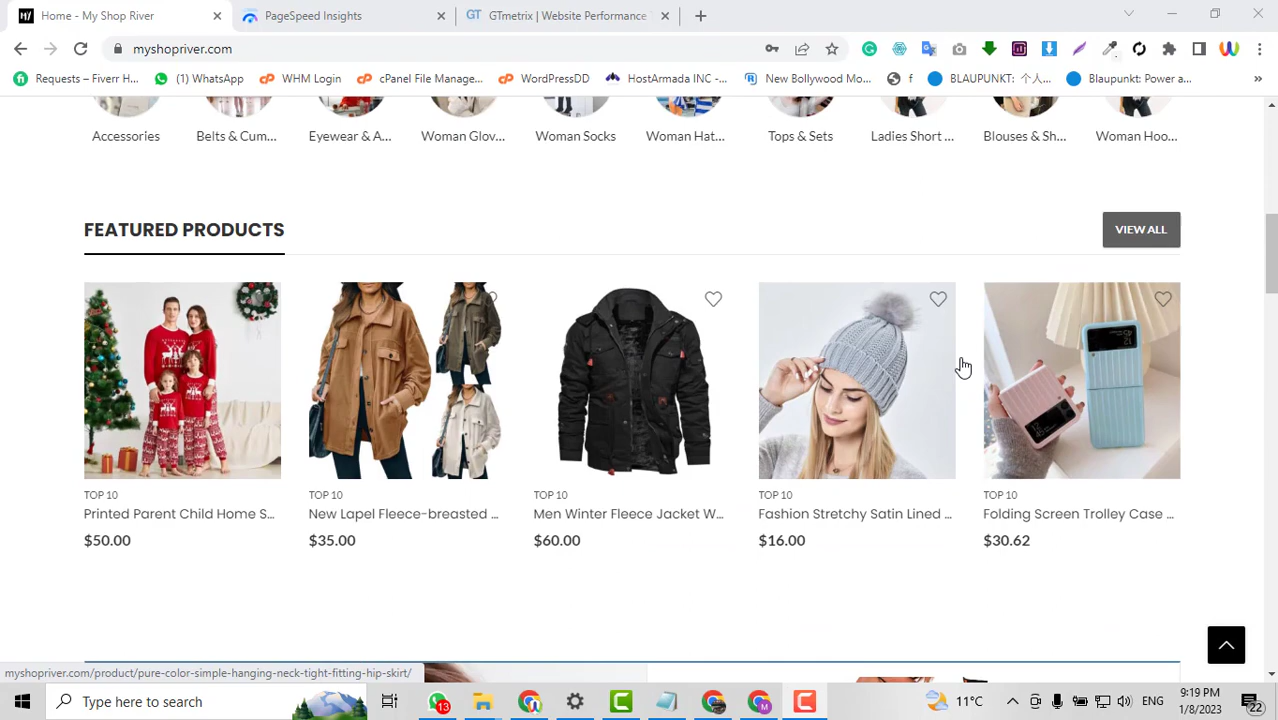 Home - My Shop River
PageSpeed Insights
GTmetrix | Website Performance
myshopriver.com
Requests – Fiverr H...
(1) WhatsApp
WHM Login
cPanel File Manage...
WordPressDD
HostArmada INC -...
New Bollywood Mo...
f
BLAUPUNKT: 个人...
Blaupunkt: Power a...
»
Accessories
Belts & Cum...
Eyewear & A...
Woman Glov...
Woman Socks
Woman Hat...
Tops & Sets
Ladies Short ...
Blouses & Sh...
Woman Hoo...
FEATURED PRODUCTS
VIEW ALL
TOP 10
Printed Parent Child Home S...
$50.00
TOP 10
New Lapel Fleece-breasted ...
$35.00
TOP 10
Men Winter Fleece Jacket W...
$60.00
TOP 10
Fashion Stretchy Satin Lined ...
$16.00
TOP 10
Folding Screen Trolley Case ...
$30.62
myshopriver.com/product/pure-color-simple-hanging-neck-tight-fitting-hip-skirt/
Type here to search
13
11°C
ENG
9:19 PM
1/8/2023
22